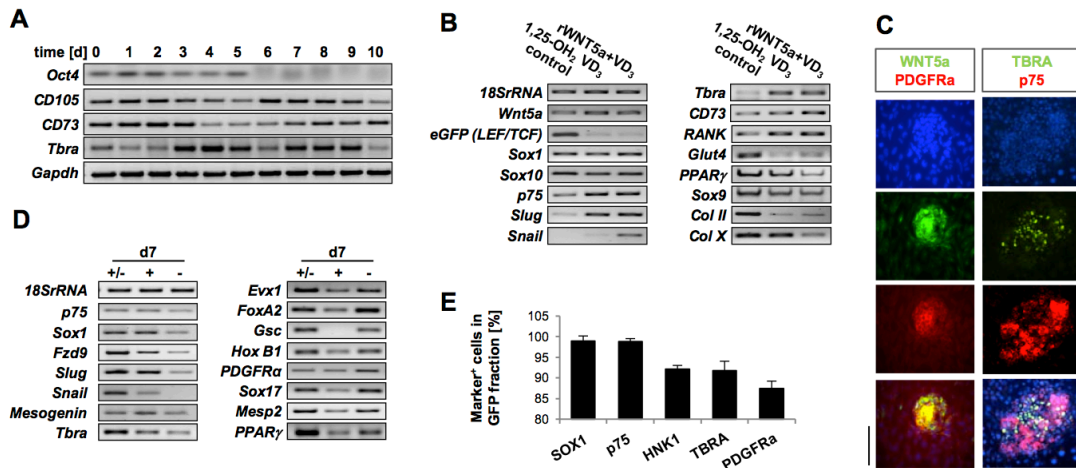 A
time [d] 0 1 2 3 4 5 6 7 8 9 10
Oct4
CD105
CD73
Tbra
Gapdh
B
rWNT5a+VD3
1,25-OH2 VD3
control
18SrRNA
Wnt5a
eGFP (LEF/TCF)
Sox1
Sox10
p75
Slug
Snail
rWNT5a+VD3
1,25-OH2 VD3
control
Tbra
CD73
RANK
Glut4
PPARγ
Sox9
Col II
Col X
C
WNT5a
PDGFRa
TBRA
p75
D
d7
+/- + -
18SrRNA
p75
Sox1
Fzd9
Slug
Snail
Mesogenin
Tbra
d7
+/- + -
Evx1
FoxA2
Gsc
Hox B1
PDGFRα
Sox17
Mesp2
PPARγ
E
Marker+ cells in
GFP fraction [%]
105
100
95
90
85
80
SOX1
p75
HNK1
TBRA
PDGFRa